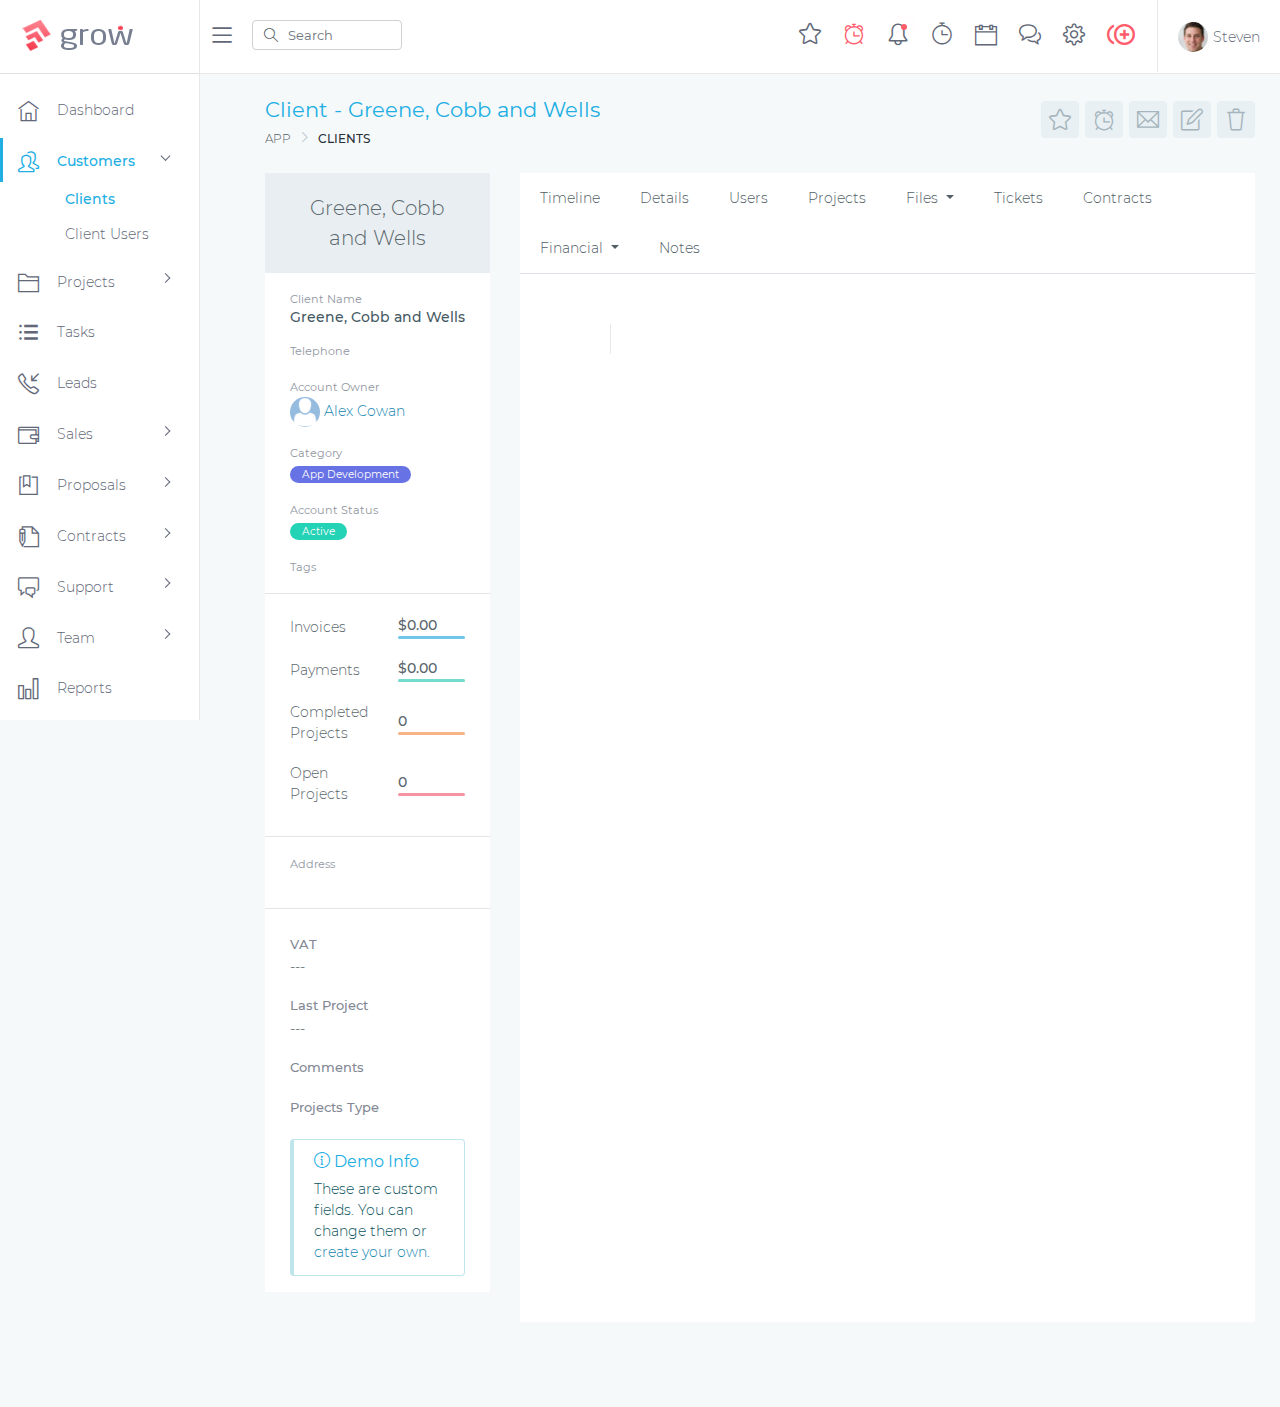 grow
Search
Steven
Dashboard
Customers
Clients
Client Users
Projects
Tasks
Leads
Sales
Proposals
Contracts
Support
Team
Reports
Client - Greene, Cobb and Wells
APP
CLIENTS
Greene, Cobb
and Wells
Client Name
Greene, Cobb and Wells
Telephone
Account Owner
Alex Cowan
Category
App Development
Account Status
Active
Tags
Invoices
$0.00
Payments
$0.00
Completed
Projects
0
Open
Projects
0
Address
VAT
---
Last Project
---
Comments
Projects Type
Demo Info
These are custom
fields. You can
change them or
create your own.
Timeline
Details
Users
Projects
Files
Tickets
Contracts
Financial
Notes